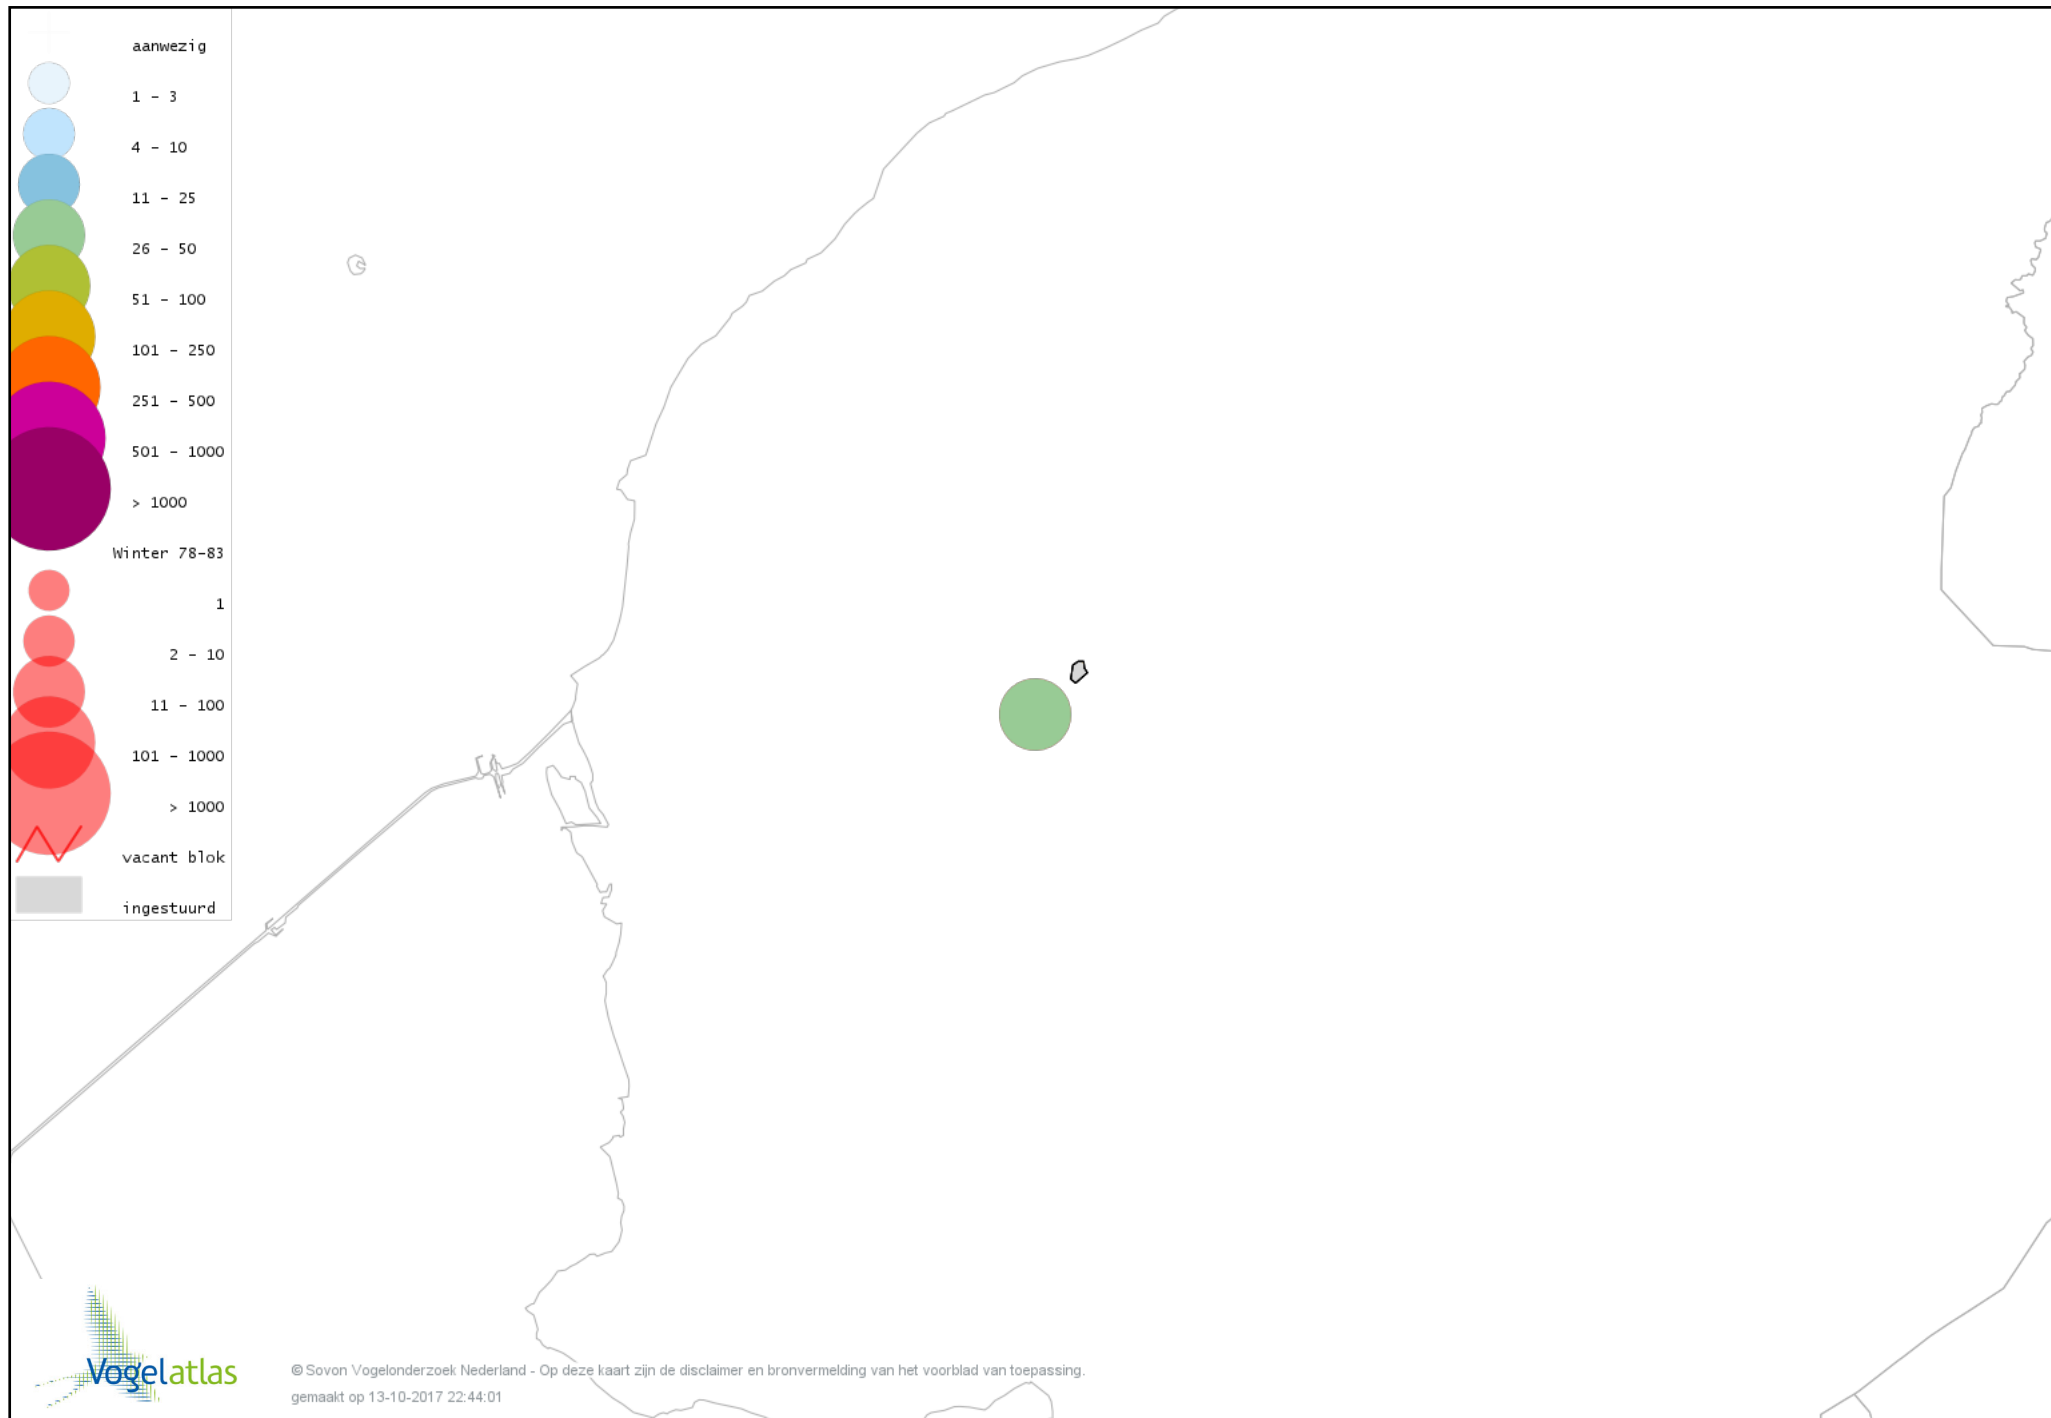 aanwezig
1 - 3
4 - 10
11 - 25
26 - 50
51 - 100
101 - 250
251 - 500
501 - 1000
> 1000
Winter 78-83
1
2 - 10
11 - 100
101 - 1000
> 1000
vacant blok
ingestuurd
Vogelatlas
© Sovon Vogelonderzoek Nederland - Op deze kaart zijn de disclaimer en bronvermelding van het voorblad van toepassing.
gemaakt op 13-10-2017 22:44:01